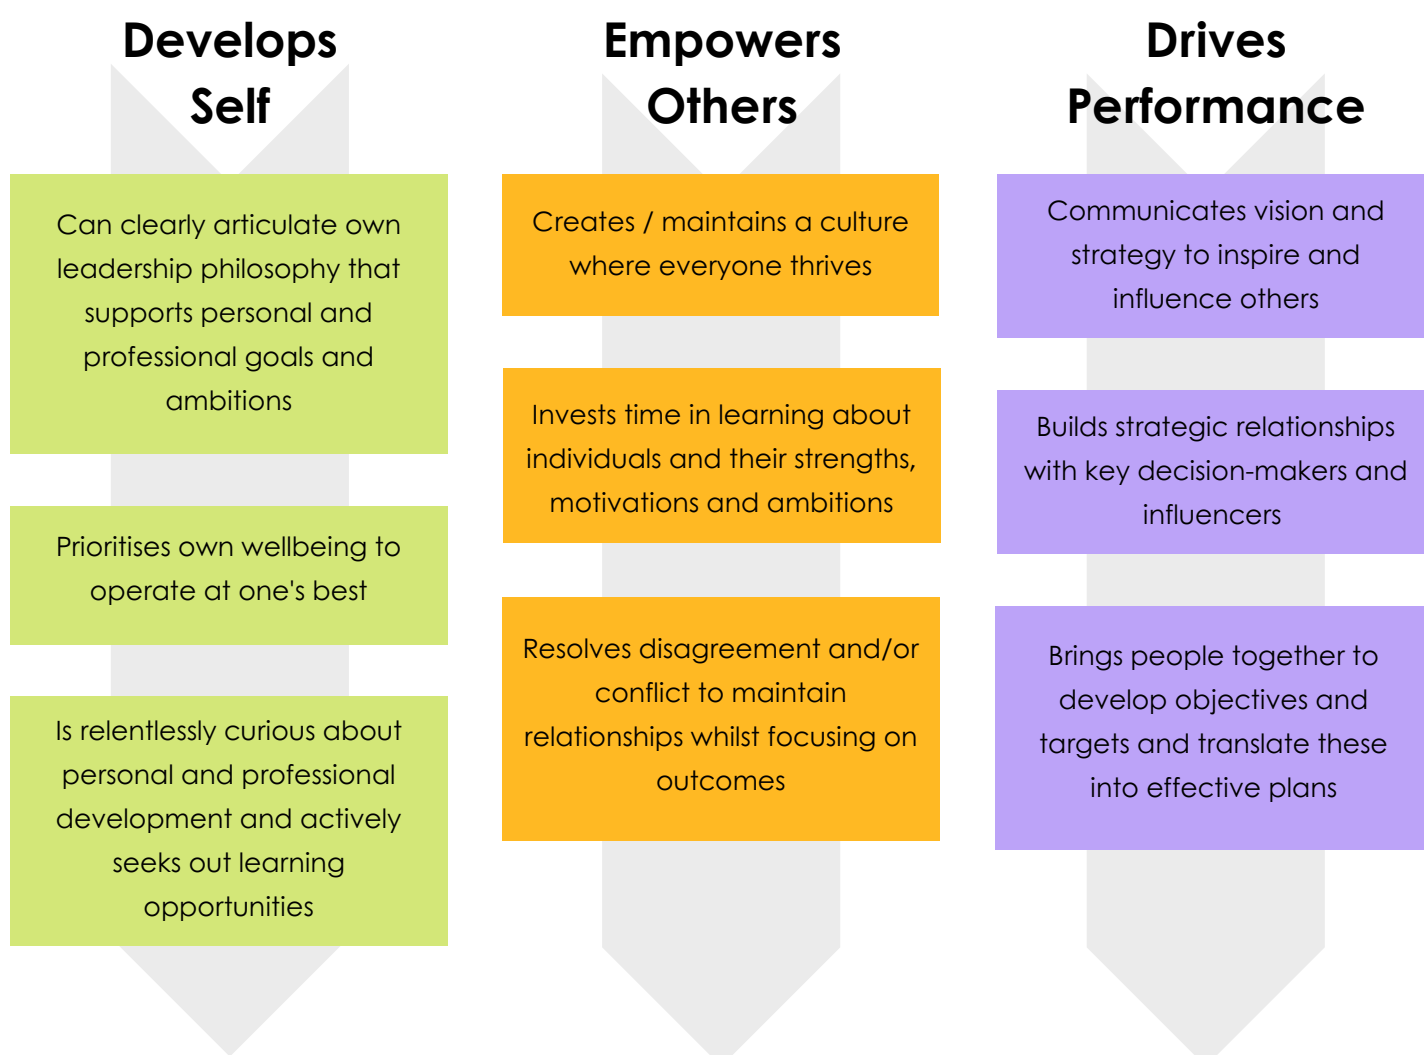 Develops
Self
Can clearly articulate own
leadership philosophy that
supports personal and
professional goals and
ambitions
Prioritises own wellbeing to
operate at one's best
Is relentlessly curious about
personal and professional
development and actively
seeks out learning
opportunities
Empowers
Others
Creates / maintains a culture
where everyone thrives
Invests time in learning about
individuals and their strengths,
motivations and ambitions
Resolves disagreement and/or
conflict to maintain
relationships whilst focusing on
outcomes
Drives
Performance
Communicates vision and
strategy to inspire and
influence others
Builds strategic relationships
with key decision-makers and
influencers
Brings people together to
develop objectives and
targets and translate these
into effective plans